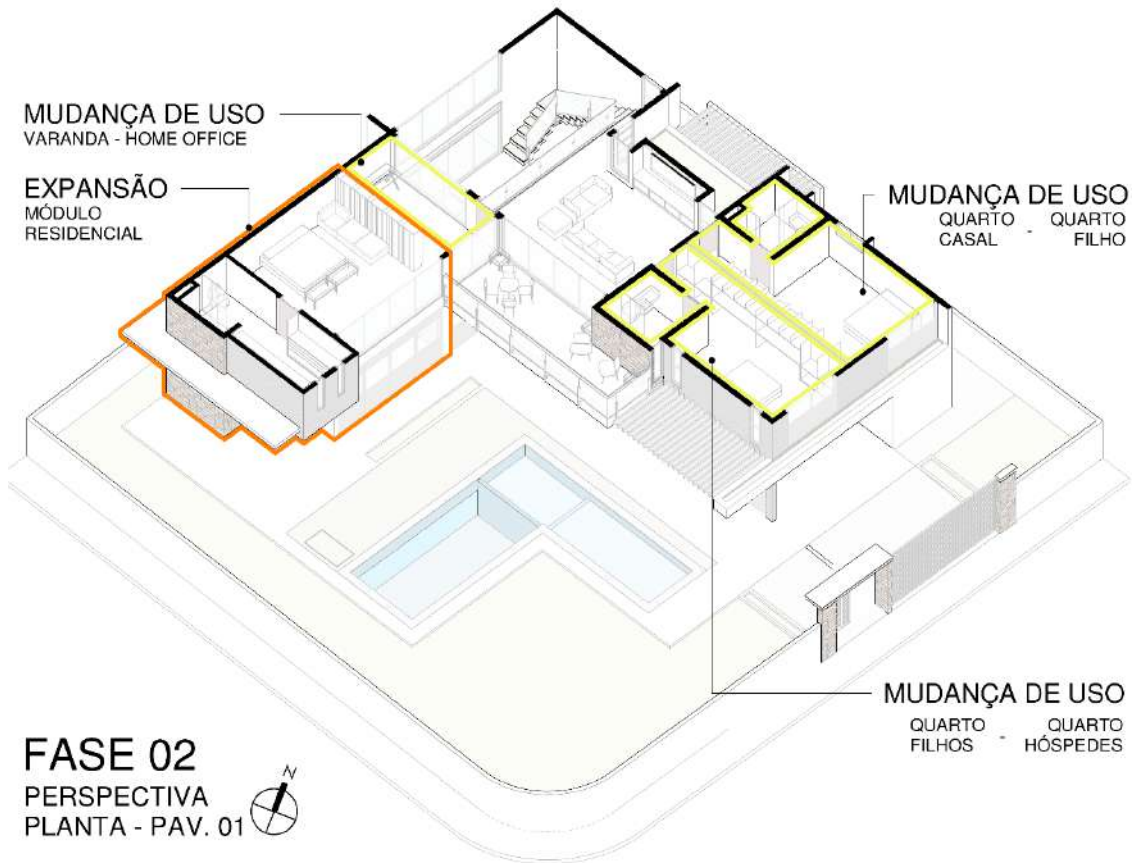 MUDANÇA DE USO
VARANDA - HOME OFFICE
EXPANSÃO
MÓDULO
RESIDENCIAL
MUDANÇA DE USO
QUARTO - QUARTO
CASAL FILHO
MUDANÇA DE USO
QUARTO - QUARTO
FILHOS HÓSPEDES
FASE 02
PERSPECTIVA
PLANTA - PAV. 01
N